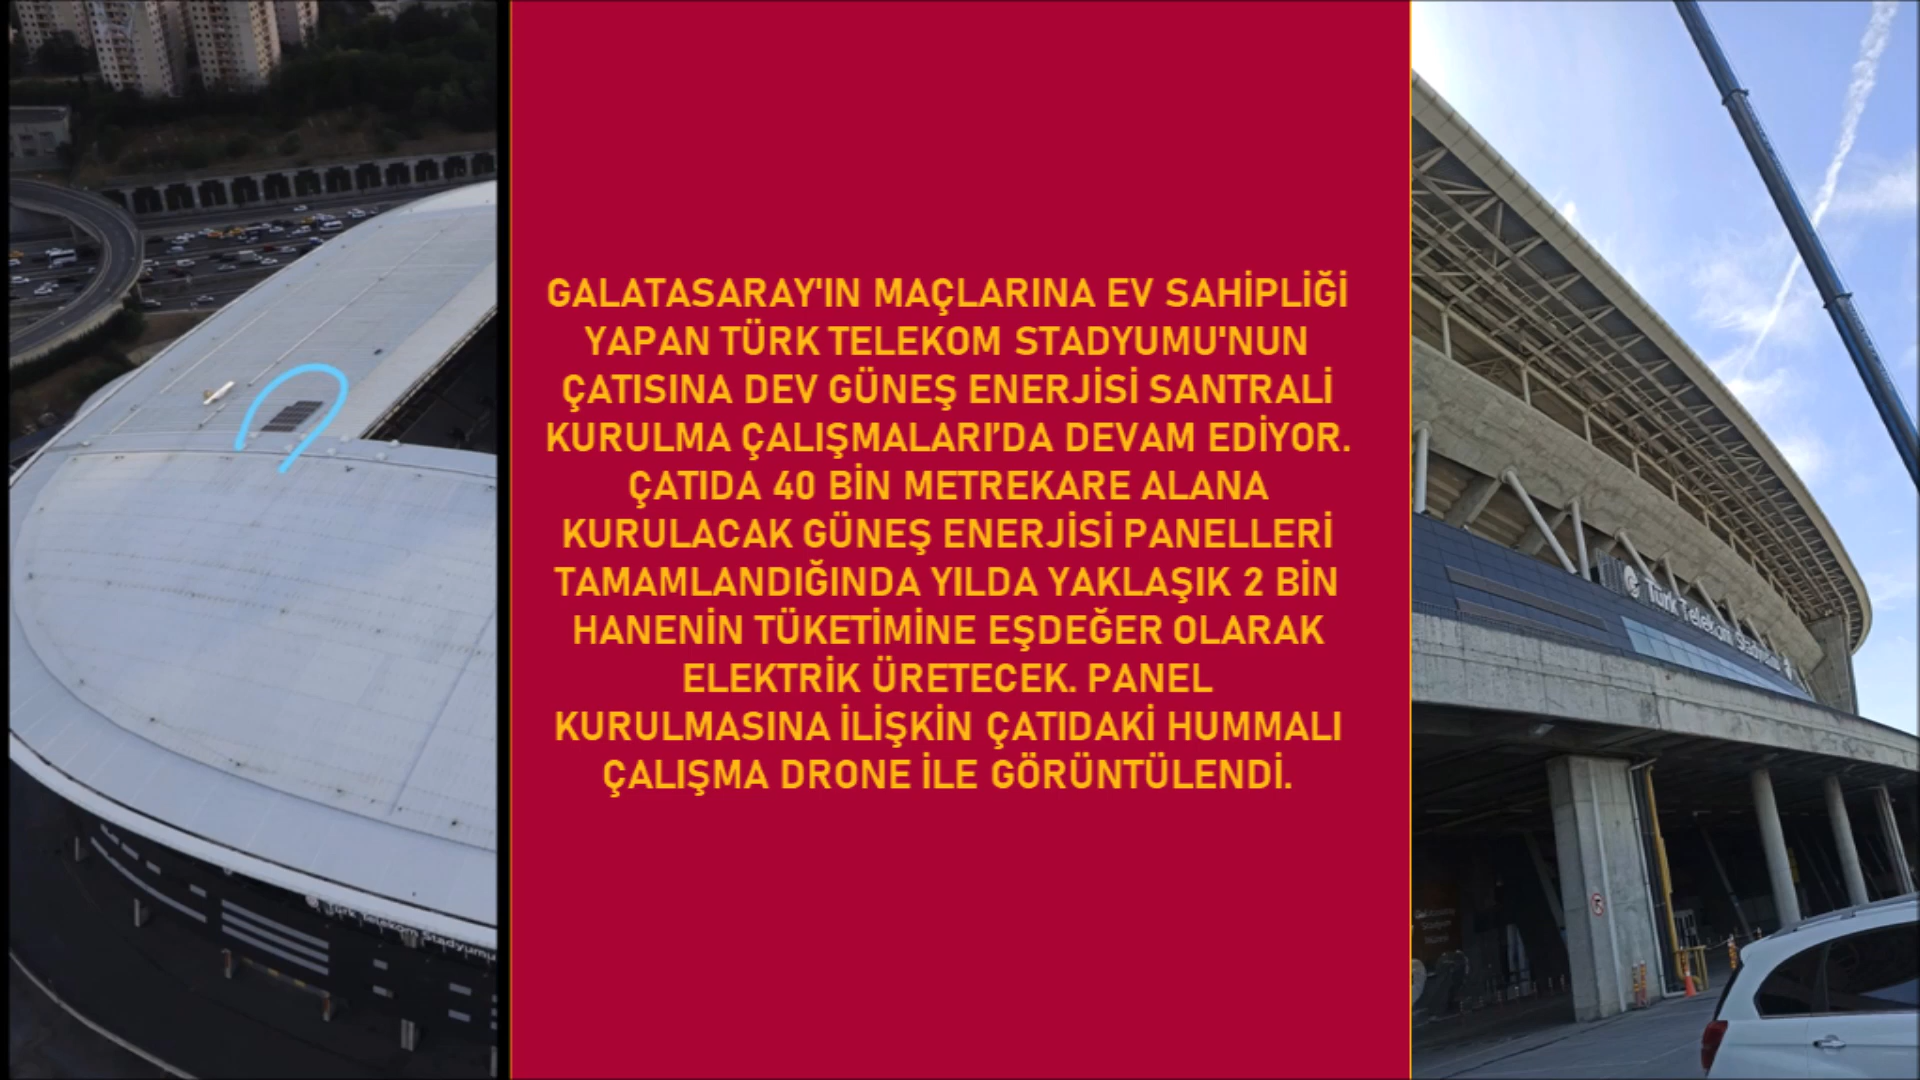 GALATASARAY'IN MAÇLARINA EV SAHİPLİĞİ
YAPAN TÜRK TELEKOM STADYUMU'NUN
ÇATISINA DEV GÜNEŞ ENERJİSİ SANTRALİ
KURULMA ÇALIŞMALARI’DA DEVAM EDİYOR.
ÇATIDA 40 BİN METREKARE ALANA
KURULACAK GÜNEŞ ENERJİSİ PANELLERİ
TAMAMLANDIĞINDA YILDA YAKLAŞIK 2 BİN
HANENİN TÜKETİMİNE EŞDEĞER OLARAK
ELEKTRİK ÜRETECEK. PANEL
KURULMASINA İLİŞKİN ÇATIDAKİ HUMMALI
ÇALIŞMA DRONE İLE GÖRÜNTÜLENDİ.
Türk Telekom Stadyumu
Türk Telekom Stadyumu